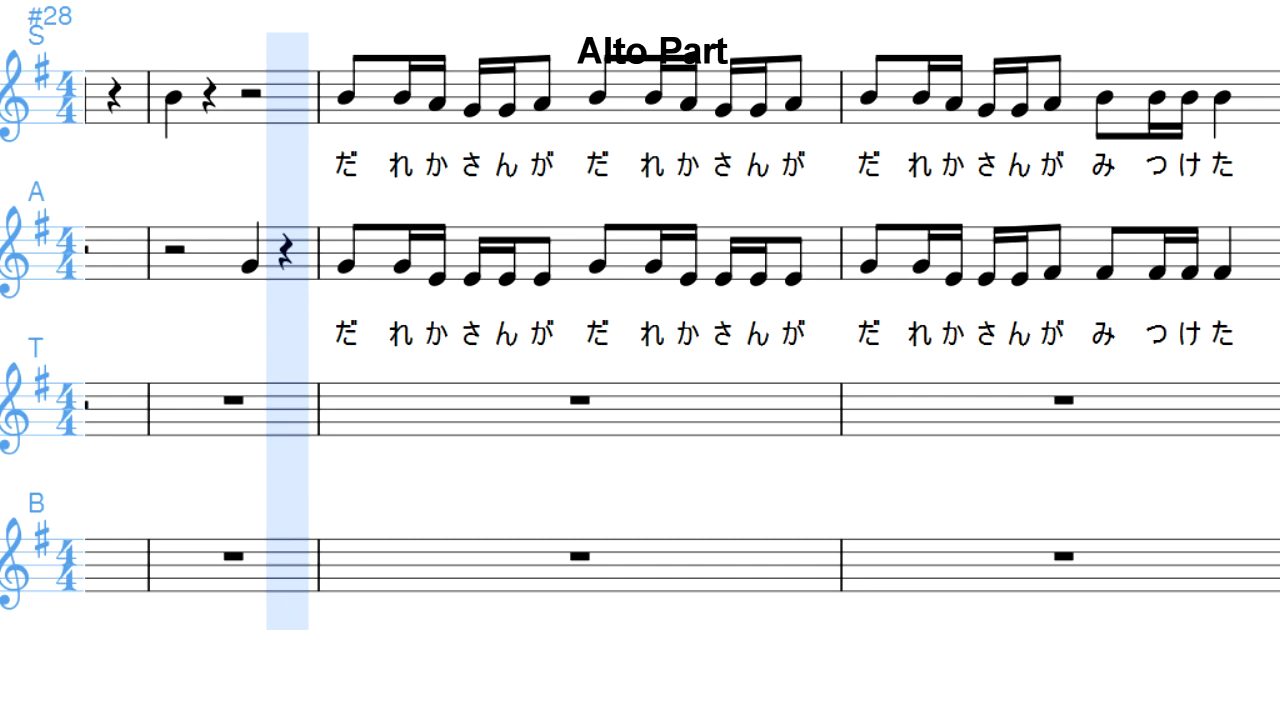 #28
S
Alto Part
だ れ か さ ん が だ れ か さ ん が だ れ か さ ん が み つ け た
A
だ れ か さ ん が だ れ か さ ん が だ れ か さ ん が み つ け た
T
B